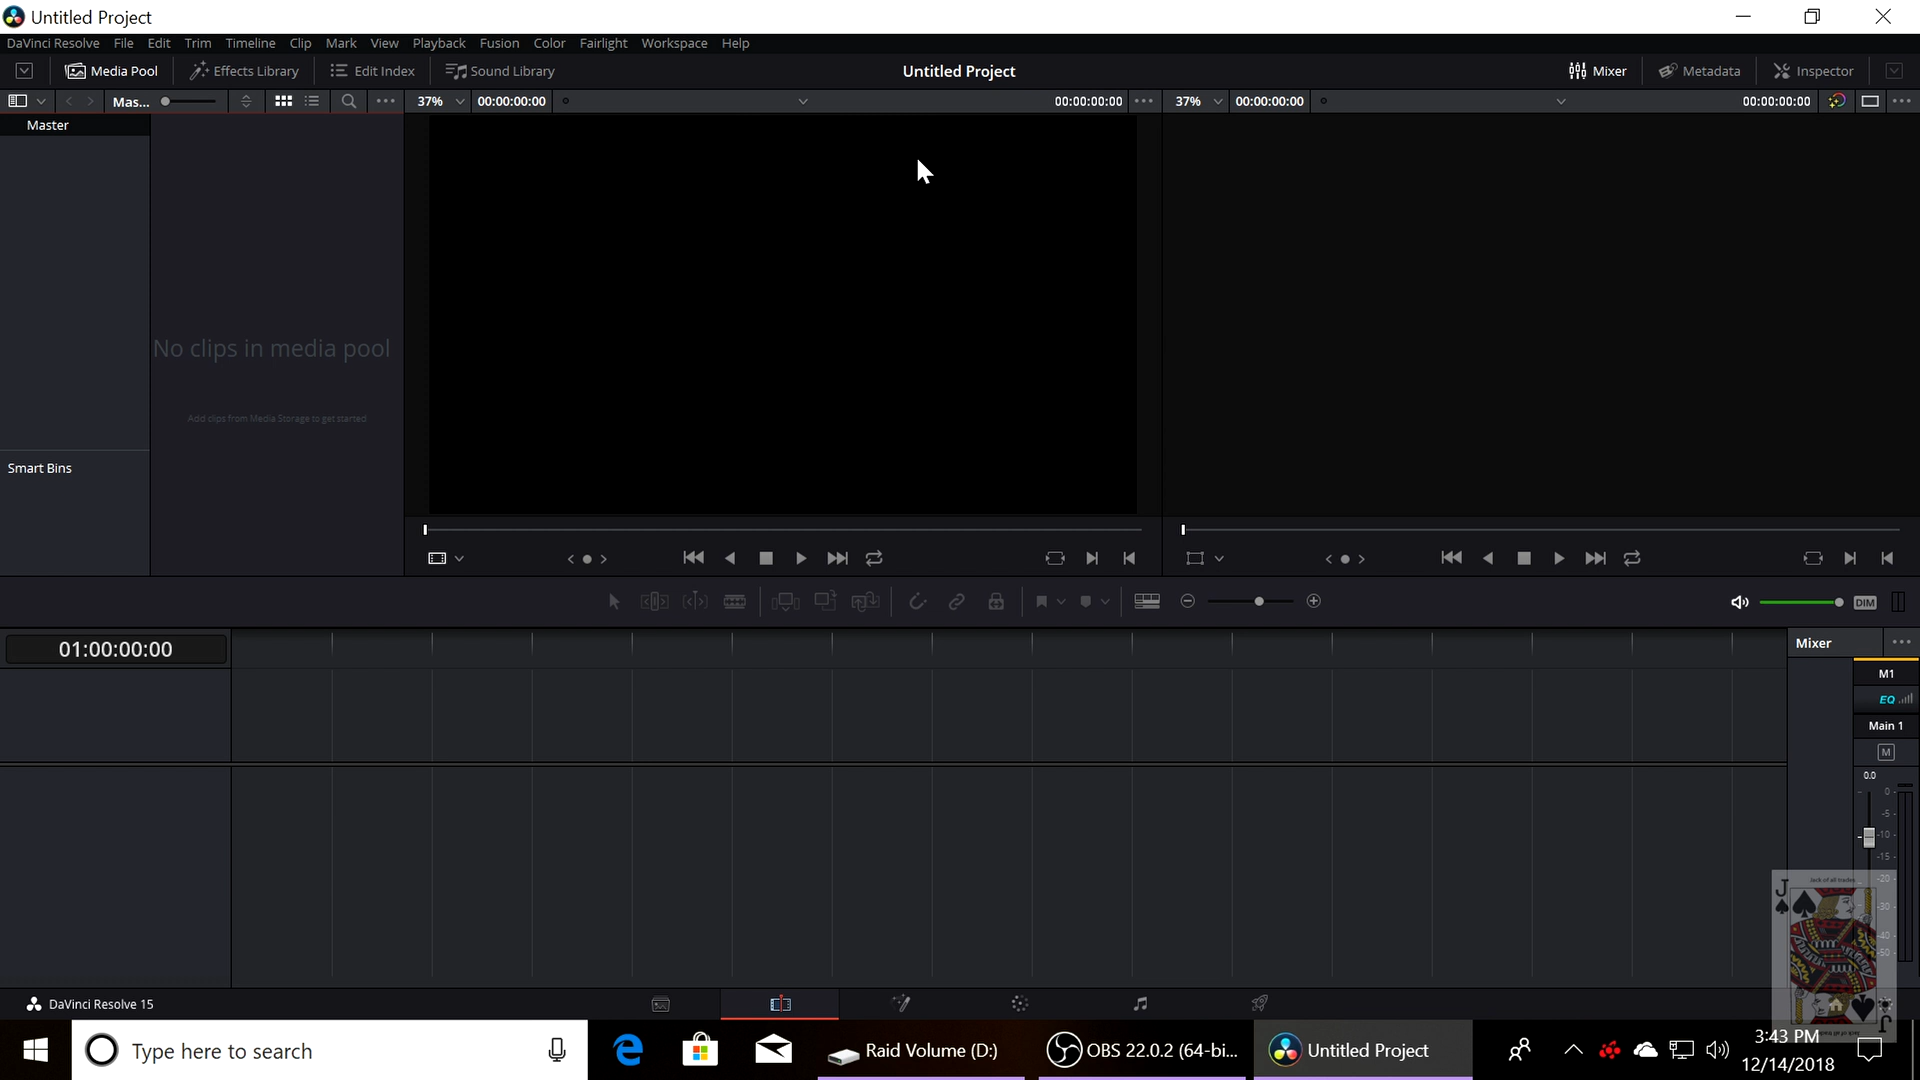 Untitled Project
DaVinci Resolve File Edit Trim Timeline Clip Mark View Playback Fusion Color Fairlight Workspace Help
Media Pool Effects Library Edit Index Sound Library Untitled Project Mixer Metadata Inspector
Mas... 37% 00:00:00:00 00:00:00:00 37% 00:00:00:00 00:00:00:00
Master
No clips in media pool
Add clips from Media Storage to get started
Smart Bins
DIM
01:00:00:00
Mixer
M1
EQ
Main 1
M
0.0
0
-5
-10
-15
-20
-30
-40
-50
Jack of all trades
J
J
DaVinci Resolve 15
Type here to search
Raid Volume (D:)
OBS 22.0.2 (64-bi...
Untitled Project
3:43 PM
12/14/2018